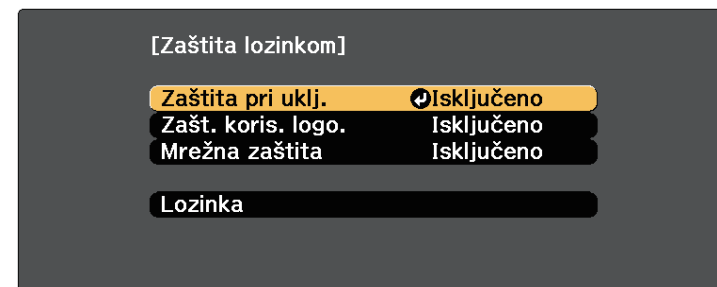 [Zaštita lozinkom]
Zaštita pri uklj. Isključeno
Zašt. koris. logo. Isključeno
Mrežna zaštita Isključeno
Lozinka